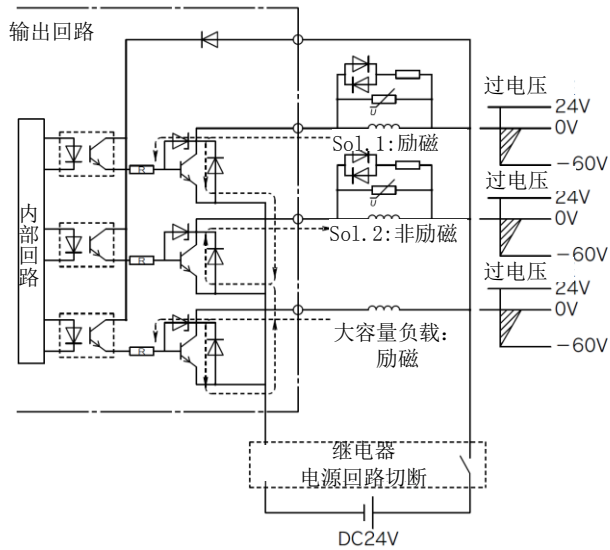 输出回路
内部回路
R
R
R
U
Sol.1:励磁
U
Sol.2:非励磁
大容量负载:
励磁
过电压
24V
0V
-60V
过电压
24V
0V
-60V
过电压
24V
0V
-60V
继电器
电源回路切断
DC24V